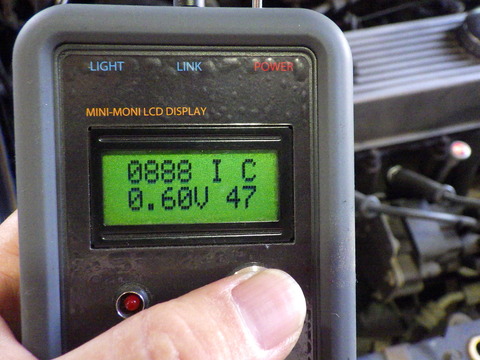 LIGHT LINK POWER
MINI-MONI LCD DISPLAY
0888 I C
0.60V 47